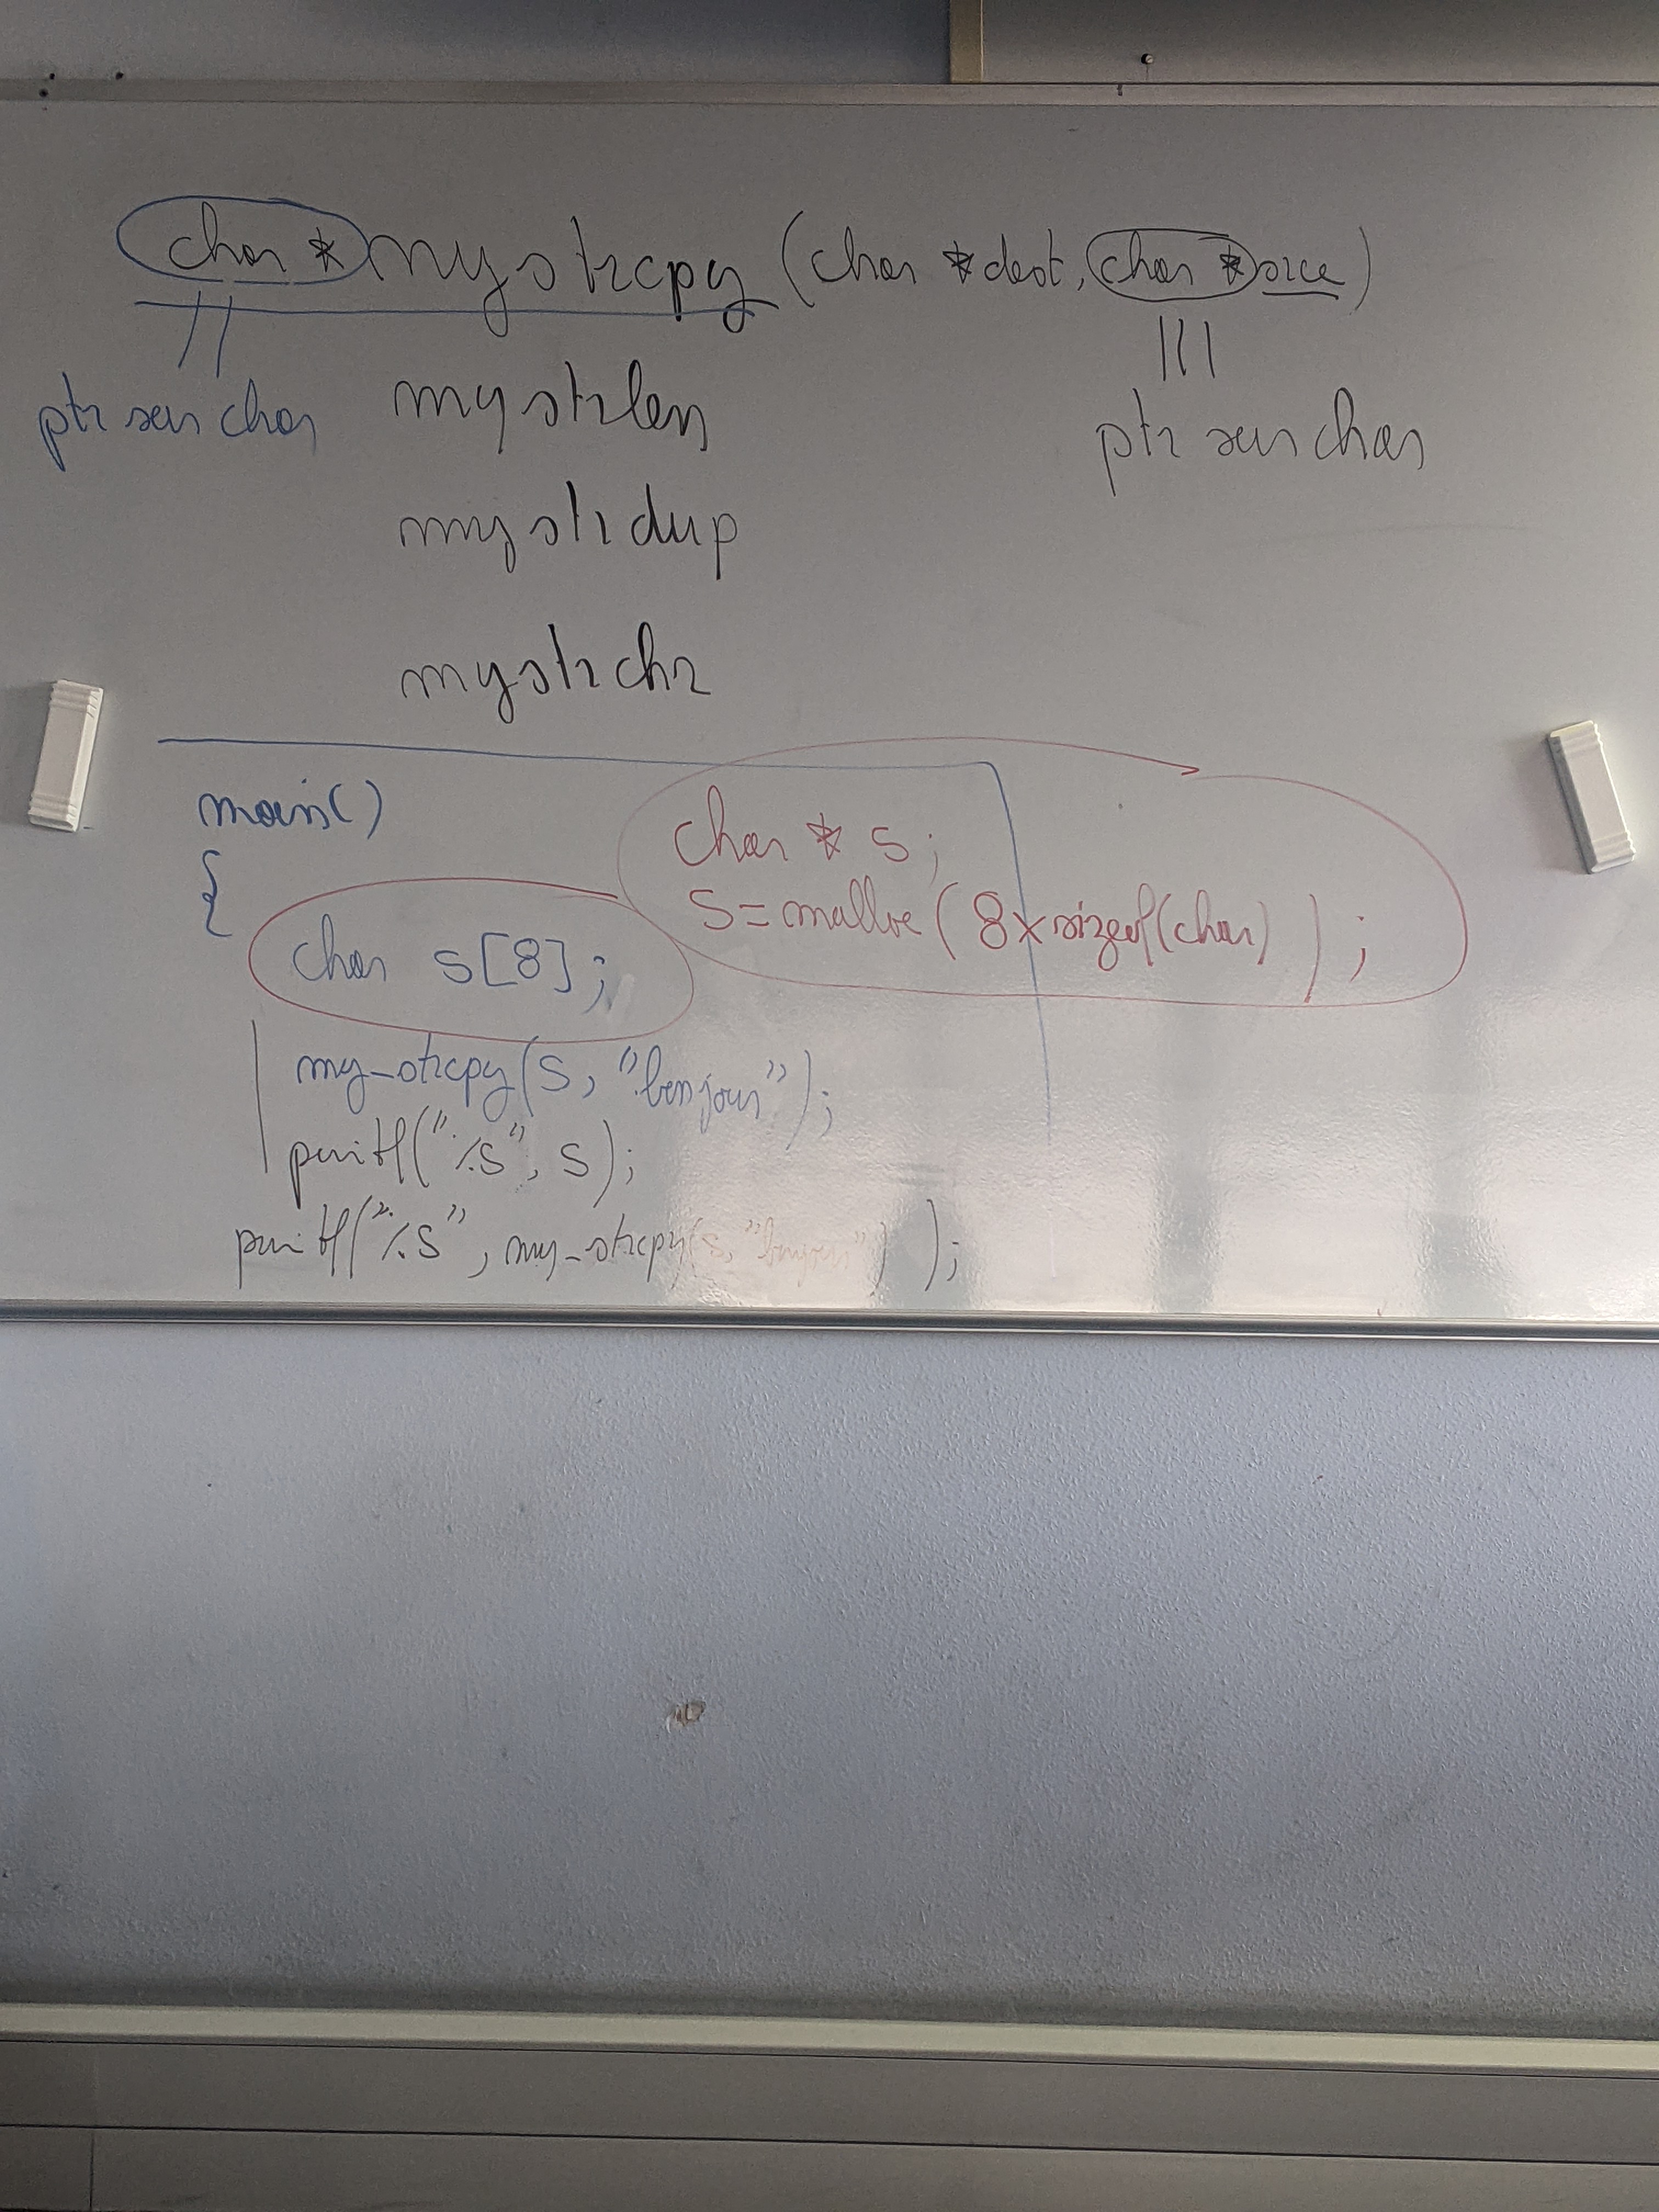 char * mystrcpy (char * dest, char * srce)
ptr sur char
mystrlen
ptr sur char
mystrdup
mystrchr
main()
{
char * s;
s = malloc ( 8 x sizeof(char) ) ;
char s[8];
my_strcpy(s, "bonjour");
printf("%s", s);
printf("%s", my_strcpy(s, "bonjour") );